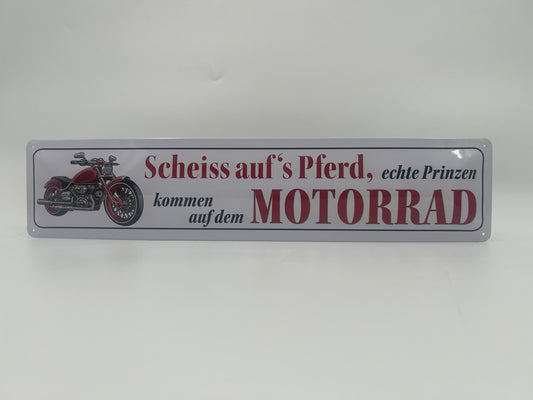 Scheiss auf‘s Pferd, echte Prinzen
kommen
auf dem MOTORRAD